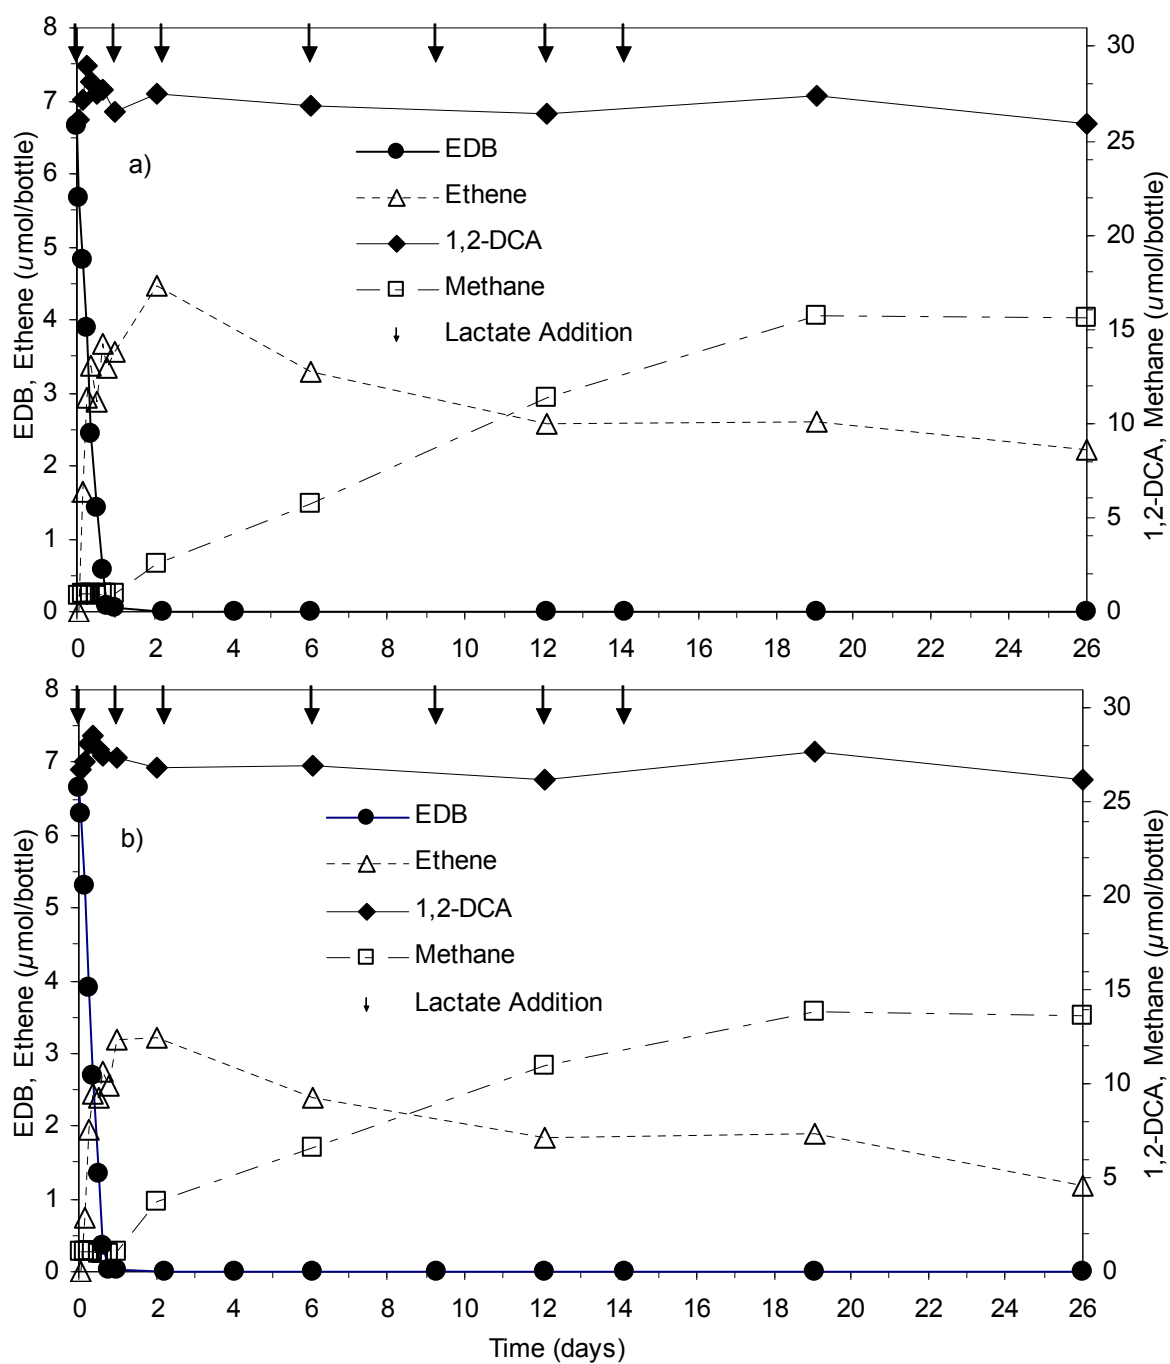 8
7
6
5
4
3
2
1
0
30
25
20
15
10
5
0
EDB, Ethene (umol/bottle)
1,2-DCA, Methane (umol/bottle)
a)
EDB
Ethene
1,2-DCA
Methane
Lactate Addition
0 2 4 6 8 10 12 14 16 18 20 22 24 26
8
7
6
5
4
3
2
1
0
30
25
20
15
10
5
0
EDB, Ethene (µmol/bottle)
1,2-DCA, Methane (µmol/bottle)
b)
EDB
Ethene
1,2-DCA
Methane
Lactate Addition
0 2 4 6 8 10 12 14 16 18 20 22 24 26
Time (days)